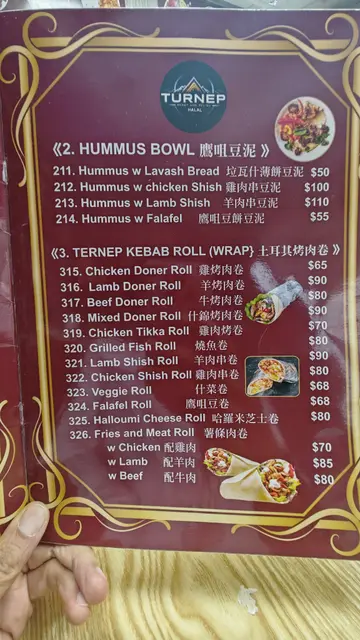 TURNEP
HALAL
《2. HUMMUS BOWL 鷹咀豆泥 》
211. Hummus w Lavash Bread 垃瓦什薄餅豆泥 $50
212. Hummus w chicken Shish 雞肉串豆泥 $100
213. Hummus w Lamb Shish 羊肉串豆泥 $110
214. Hummus w Falafel 鷹咀豆餅豆泥 $55
《3. TERNEP KEBAB ROLL (WRAP} 土耳其烤肉卷 》
315. Chicken Doner Roll 雞烤肉卷 $65
316. Lamb Doner Roll 羊烤肉卷 $90
317. Beef Doner Roll 牛烤肉卷 $80
318. Mixed Doner Roll 什錦烤肉卷 $90
319. Chicken Tikka Roll 雞肉烤卷 $70
320. Grilled Fish Roll 燒魚卷 $80
321. Lamb Shish Roll 羊肉串卷 $90
322. Chicken Shish Roll 雞肉串卷 $80
323. Veggie Roll 什菜卷 $68
324. Falafel Roll 鷹咀豆卷 $68
325. Halloumi Cheese Roll 哈羅米芝士卷 $80
326. Fries and Meat Roll 薯條肉卷
w Chicken 配雞肉 $70
w Lamb 配羊肉 $85
w Beef 配牛肉 $80